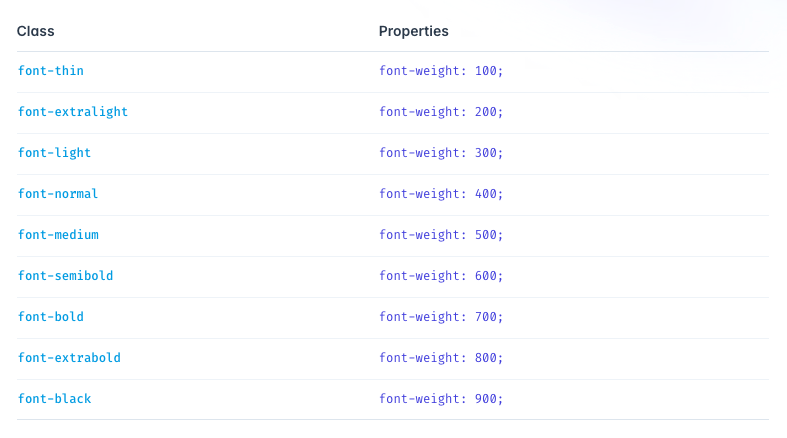 Class Properties
font-thin font-weight: 100;
font-extralight font-weight: 200;
font-light font-weight: 300;
font-normal font-weight: 400;
font-medium font-weight: 500;
font-semibold font-weight: 600;
font-bold font-weight: 700;
font-extrabold font-weight: 800;
font-black font-weight: 900;